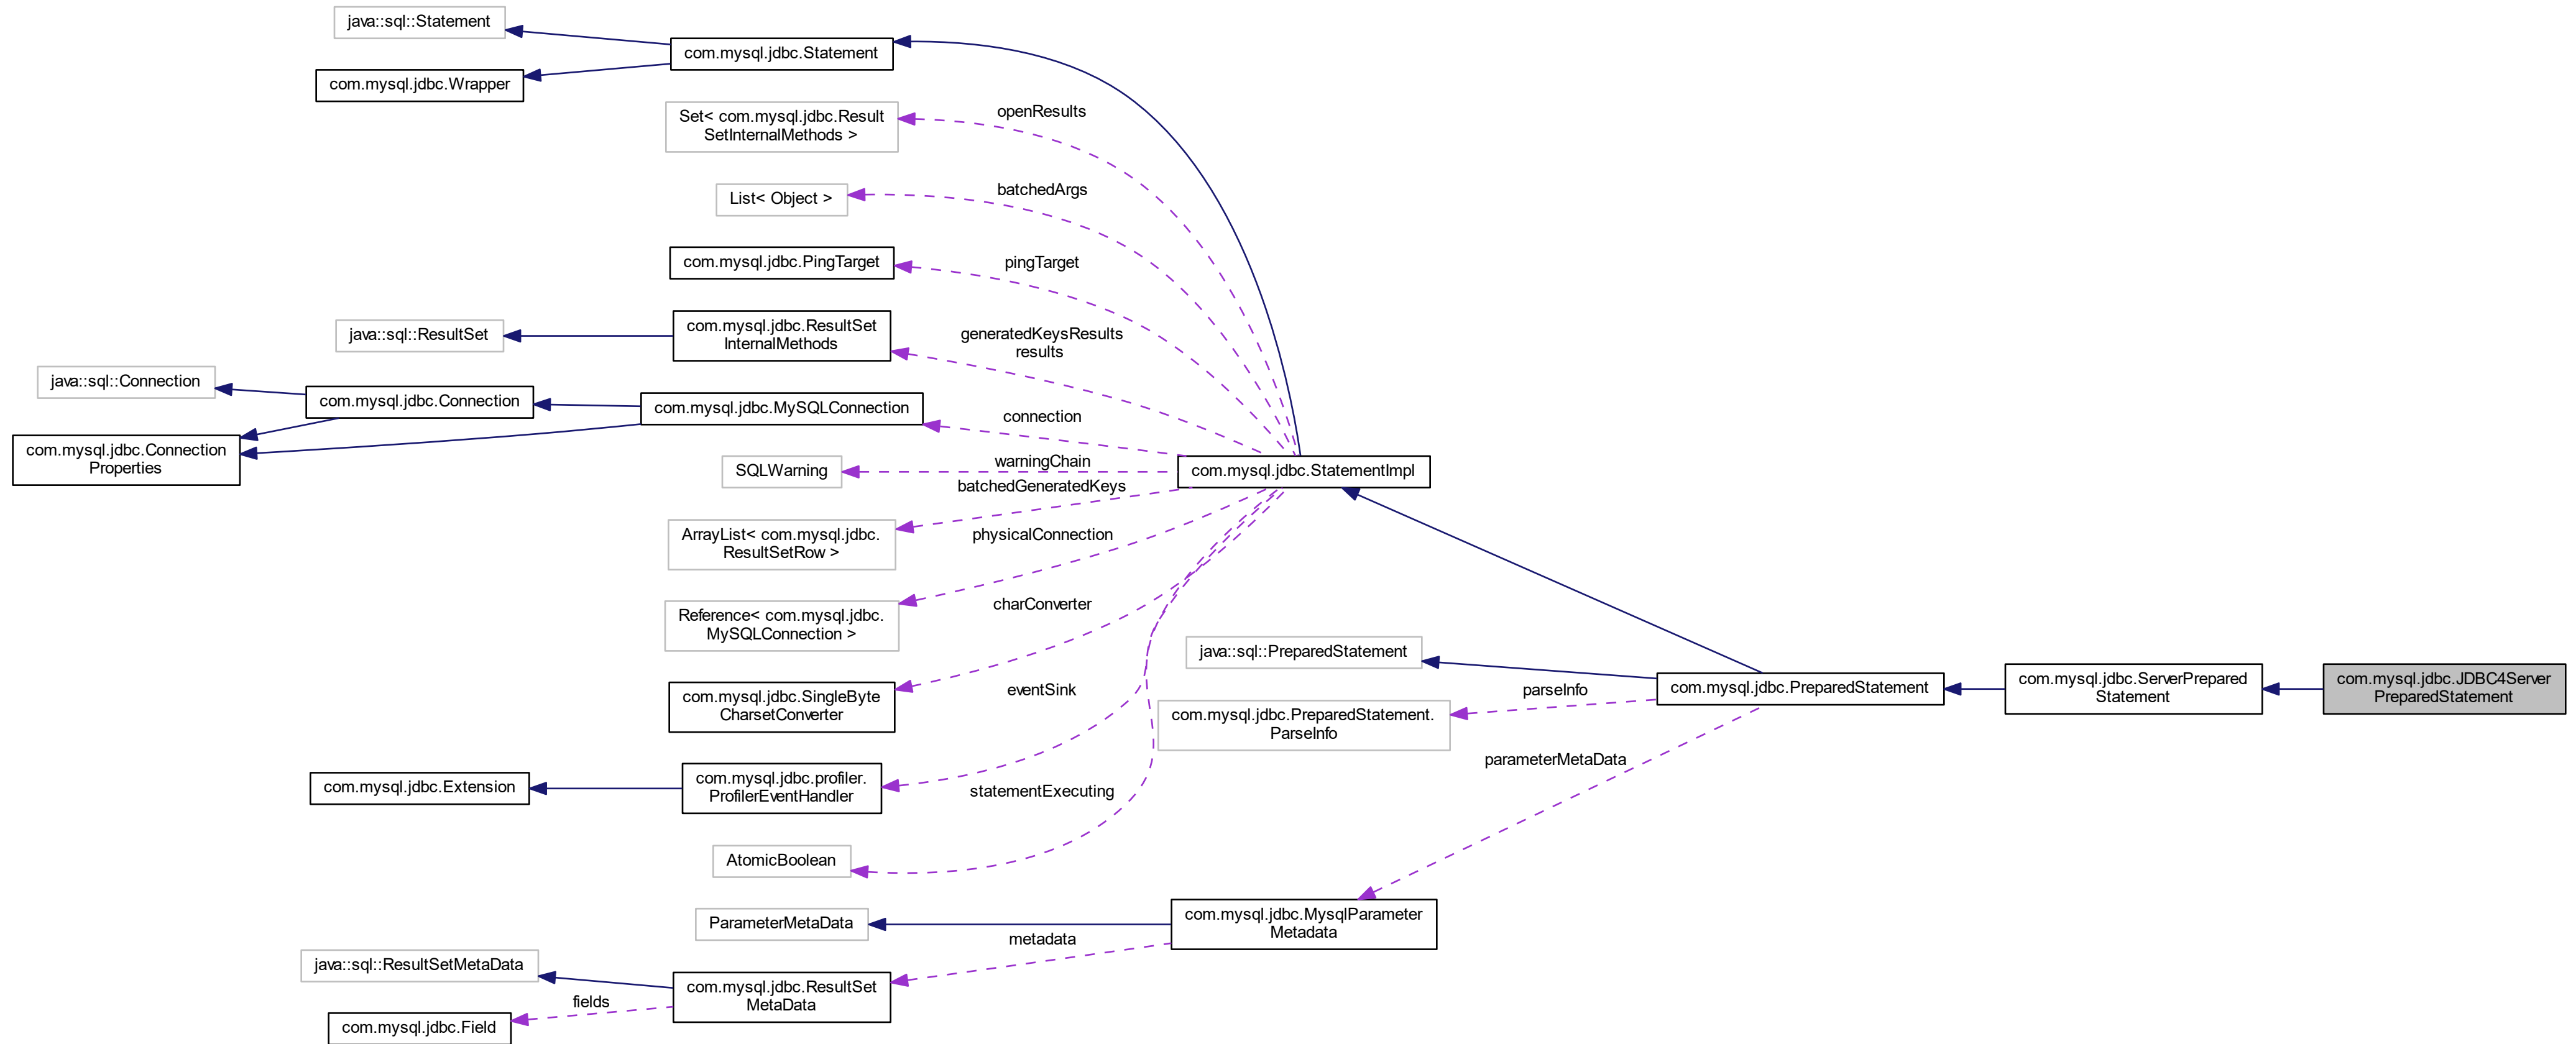 java::sql::Statement
com.mysql.jdbc.Statement
com.mysql.jdbc.Wrapper
Set< com.mysql.jdbc.Result
SetInternalMethods >
openResults
List< Object >
batchedArgs
com.mysql.jdbc.PingTarget
pingTarget
java::sql::ResultSet
com.mysql.jdbc.ResultSet
InternalMethods
generatedKeysResults
results
java::sql::Connection
com.mysql.jdbc.Connection
com.mysql.jdbc.MySQLConnection
connection
com.mysql.jdbc.Connection
Properties
SQLWarning
warningChain
com.mysql.jdbc.StatementImpl
batchedGeneratedKeys
ArrayList< com.mysql.jdbc.
ResultSetRow >
physicalConnection
Reference< com.mysql.jdbc.
MySQLConnection >
charConverter
com.mysql.jdbc.SingleByte
CharsetConverter
eventSink
java::sql::PreparedStatement
com.mysql.jdbc.PreparedStatement
com.mysql.jdbc.ServerPrepared
Statement
com.mysql.jdbc.JDBC4Server
PreparedStatement
parseInfo
com.mysql.jdbc.PreparedStatement.
ParseInfo
parameterMetaData
com.mysql.jdbc.Extension
com.mysql.jdbc.profiler.
ProfilerEventHandler
statementExecuting
AtomicBoolean
ParameterMetaData
com.mysql.jdbc.MysqlParameter
Metadata
metadata
java::sql::ResultSetMetaData
com.mysql.jdbc.ResultSet
MetaData
fields
com.mysql.jdbc.Field